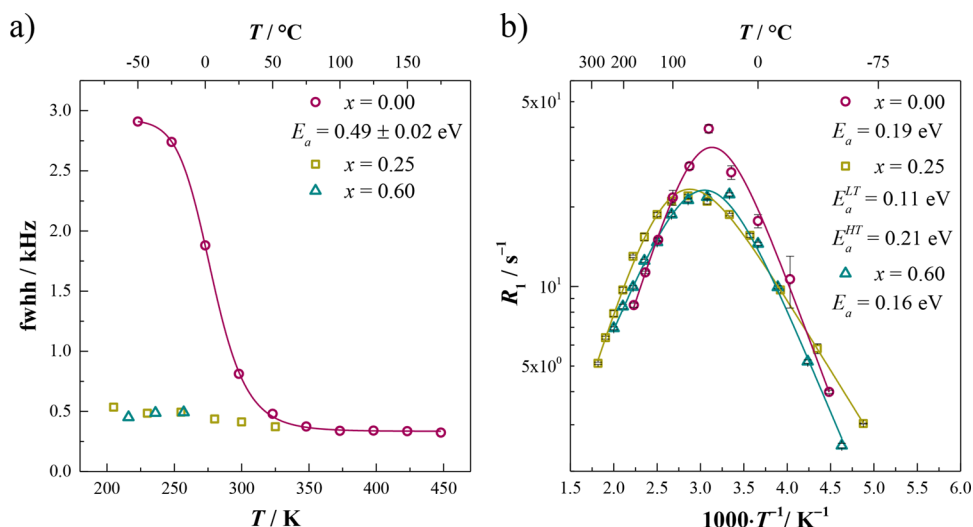 a)
T / °C
-50 0 50 100 150
3.0
2.5
2.0
1.5
1.0
0.5
0.0
fwhh / kHz
x = 0.00
Eₐ = 0.49 ± 0.02 eV
x = 0.25
x = 0.60
200 250 300 350 400 450
T / K
b)
T / °C
300 200 100 0 -75
5x10¹
10¹
5x10⁰
R₁ / s⁻¹
x = 0.00
Eₐ = 0.19 eV
x = 0.25
Eₐᴸᵀ = 0.11 eV
Eₐᴴᵀ = 0.21 eV
x = 0.60
Eₐ = 0.16 eV
1.5 2.0 2.5 3.0 3.5 4.0 4.5 5.0 5.5 6.0
1000·T⁻¹/ K⁻¹